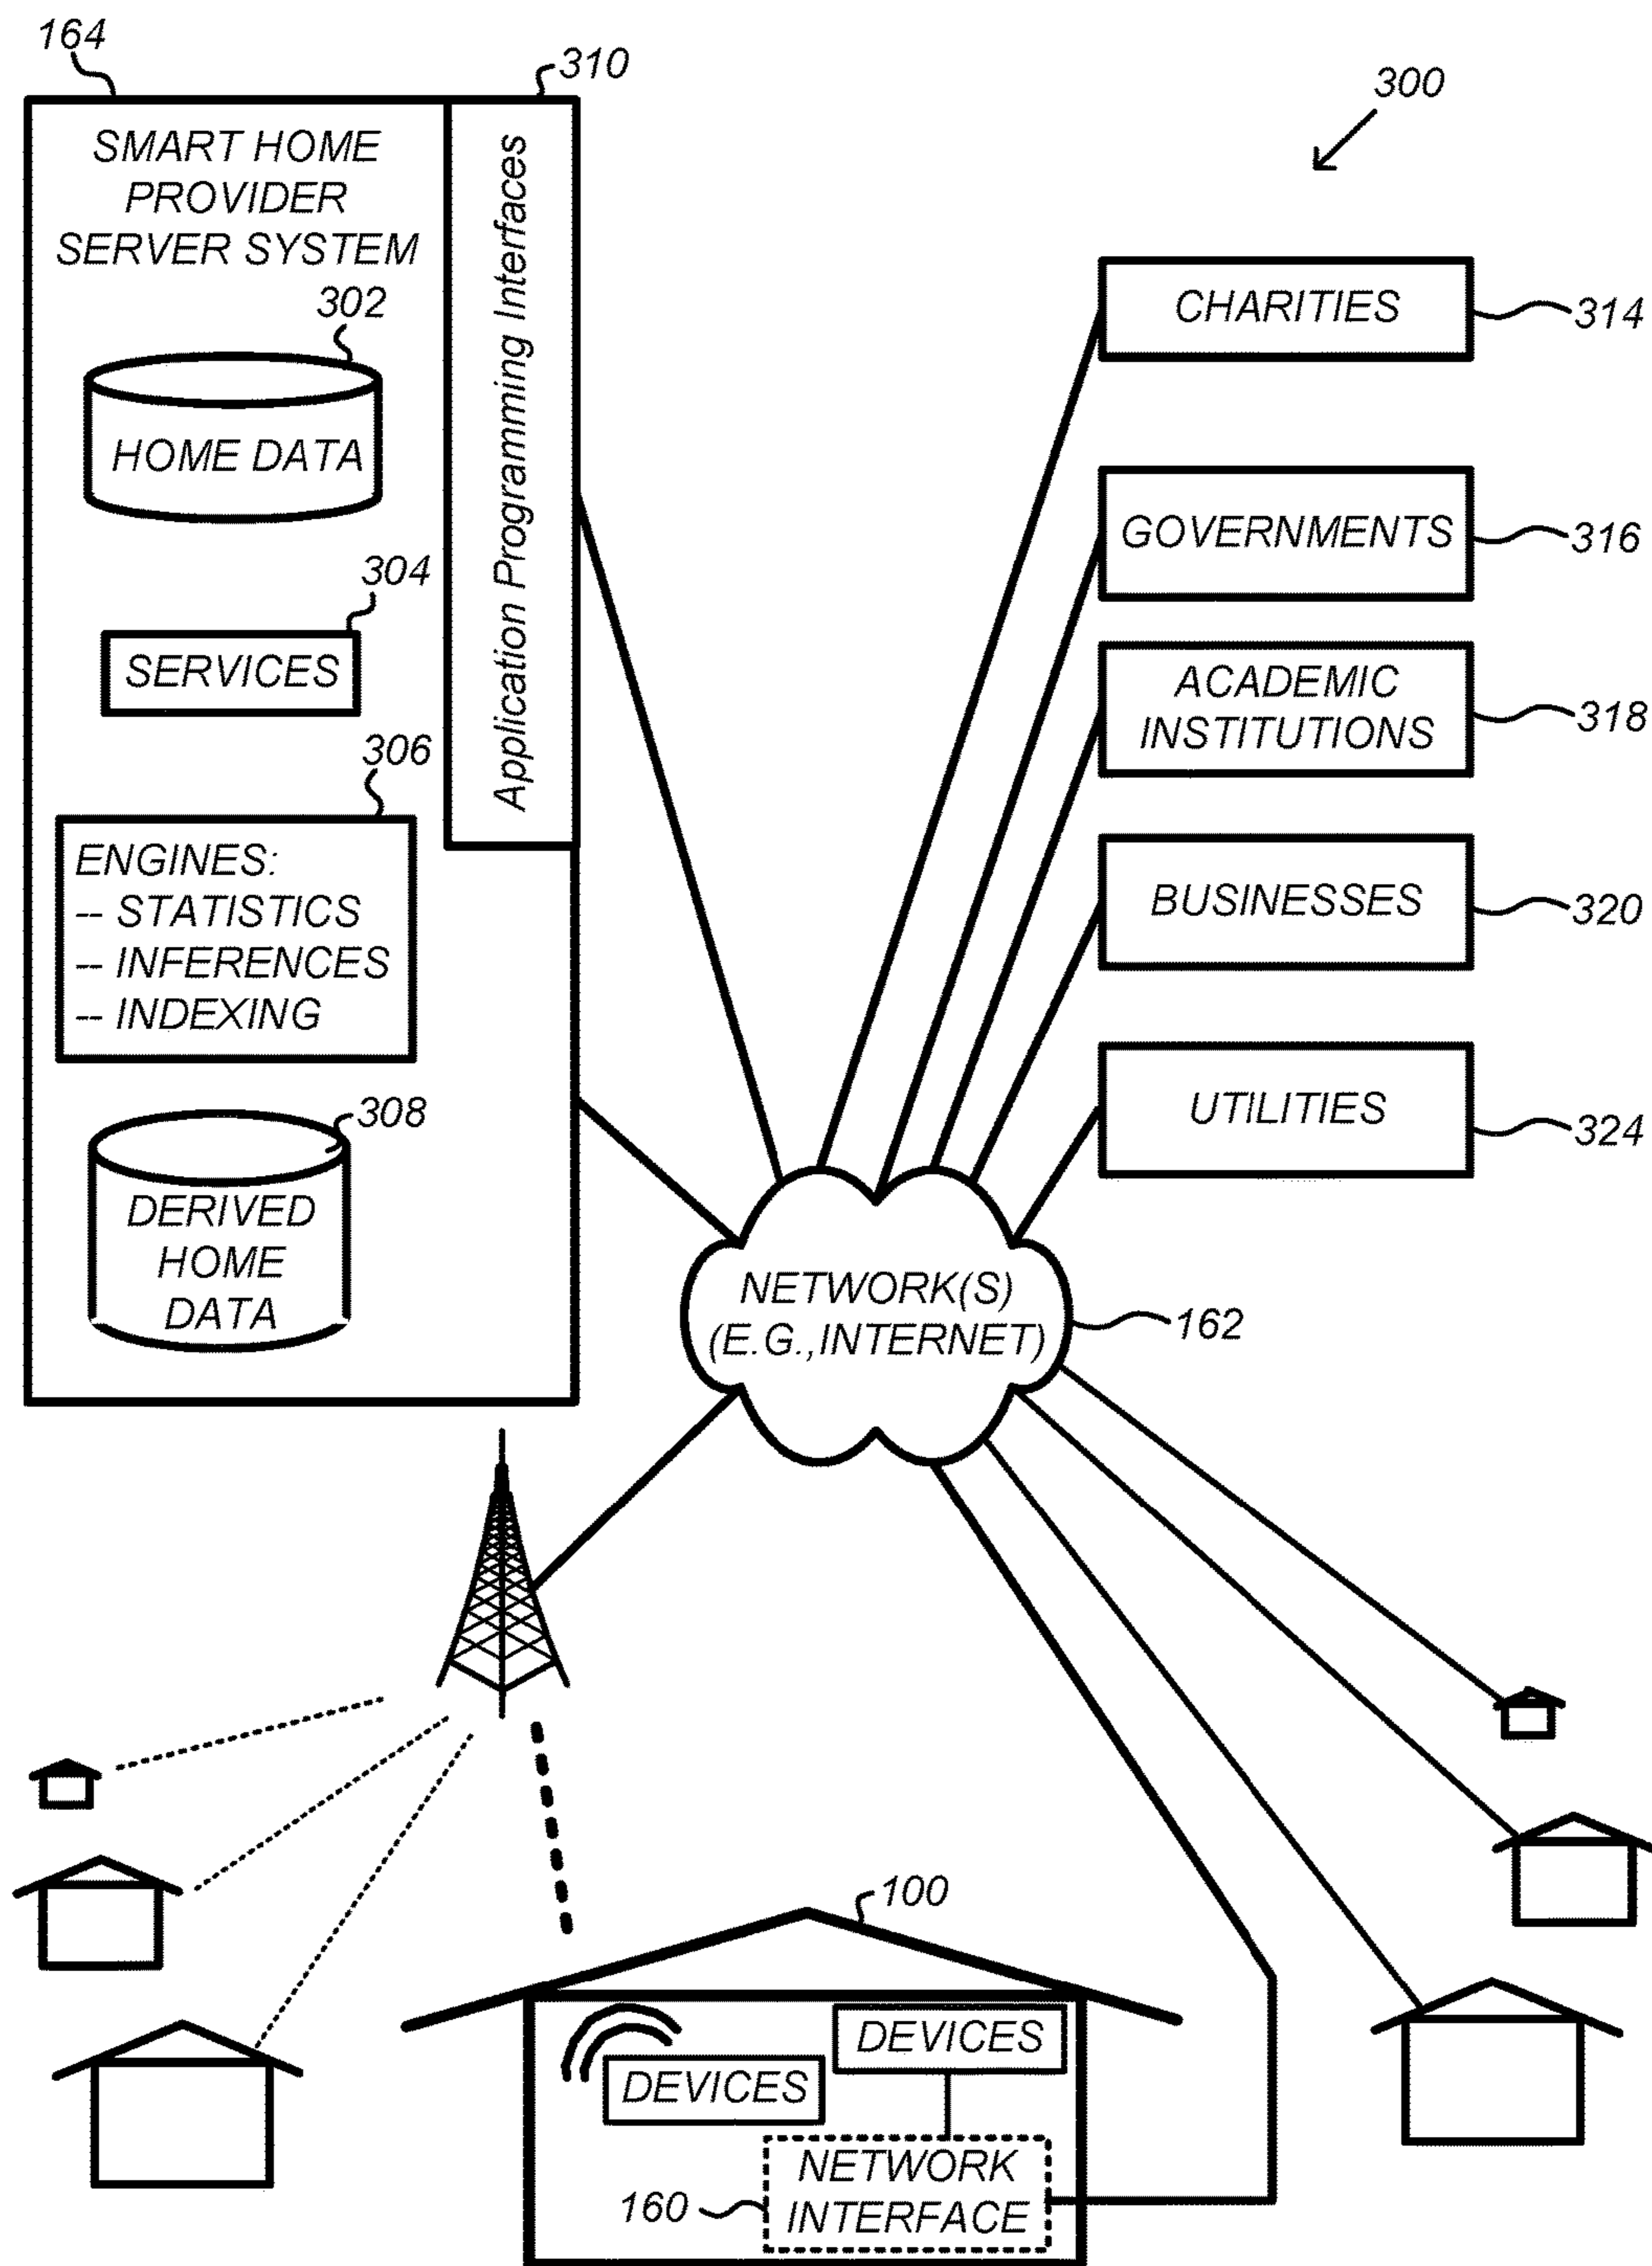 164
310
300
SMART HOME
PROVIDER
SERVER SYSTEM
Application Programming Interfaces
302
HOME DATA
304
SERVICES
306
ENGINES:
-- STATISTICS
-- INFERENCES
-- INDEXING
308
DERIVED
HOME
DATA
CHARITIES
314
GOVERNMENTS
316
ACADEMIC
INSTITUTIONS
318
BUSINESSES
320
UTILITIES
324
NETWORK(S)
(E.G.,INTERNET)
162
100
DEVICES
DEVICES
NETWORK
INTERFACE
160